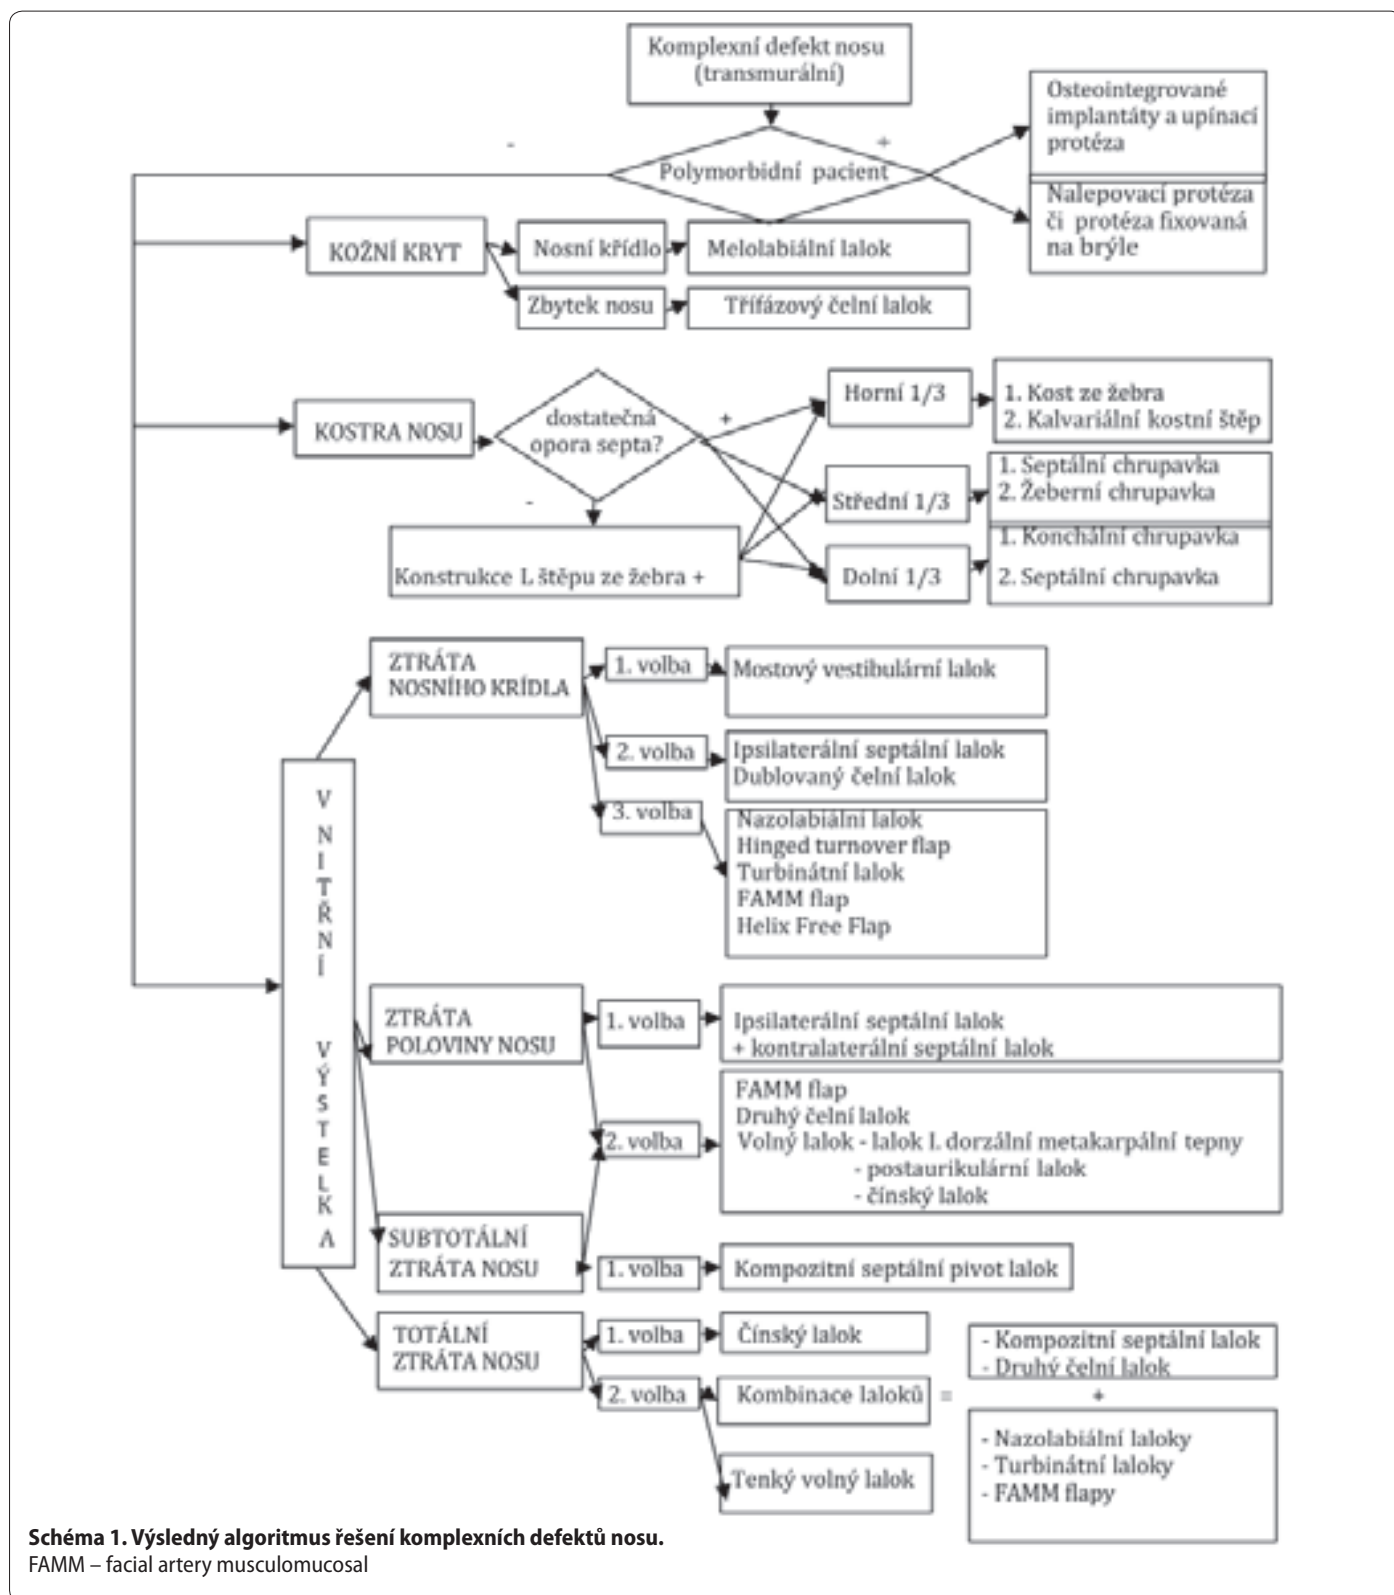 Komplexní defekt nosu
(transmurální)
-
+
Polymorbidní pacient
Osteointegrované
implantáty a upínací
protéza
Nalepovací protéza
či protéza fixovaná
na brýle
KOŽNÍ KRYT
Nosní křídlo
Melolabiální lalok
Zbytek nosu
Třífázový čelní lalok
KOSTRA NOSU
dostatečná
opora septa?
+
-
Konstrukce L štěpu ze žebra +
Horní 1/3
1. Kost ze žebra
2. Kalvariální kostní štěp
Střední 1/3
1. Septální chrupavka
2. Žeberní chrupavka
Dolní 1/3
1. Konchální chrupavka
2. Septální chrupavka
V NITŘNÍ VÝSTELKA
ZTRÁTA
NOSNÍHO KRÍDLA
1. volba
Mostový vestibulární lalok
2. volba
Ipsilaterální septální lalok
Dublovaný čelní lalok
3. volba
Nazolabiální lalok
Hinged turnover flap
Turbinátní lalok
FAMM flap
Helix Free Flap
ZTRÁTA
POLOVINY NOSU
1. volba
Ipsilaterální septální lalok
+ kontralaterální septální lalok
2. volba
FAMM flap
Druhý čelní lalok
Volný lalok - lalok I. dorzální metakarpální tepny
- postaurikulární lalok
- čínský lalok
SUBTOTÁLNÍ
ZTRÁTA NOSU
1. volba
Kompozitní septální pivot lalok
TOTÁLNÍ
ZTRÁTA NOSU
1. volba
Čínský lalok
2. volba
Kombinace laloků
=
- Kompozitní septální lalok
- Druhý čelní lalok
+
- Nazolabiální laloky
- Turbinátní laloky
- FAMM flapy
Tenký volný lalok
Schéma 1. Výsledný algoritmus řešení komplexních defektů nosu.
FAMM – facial artery musculomucosal